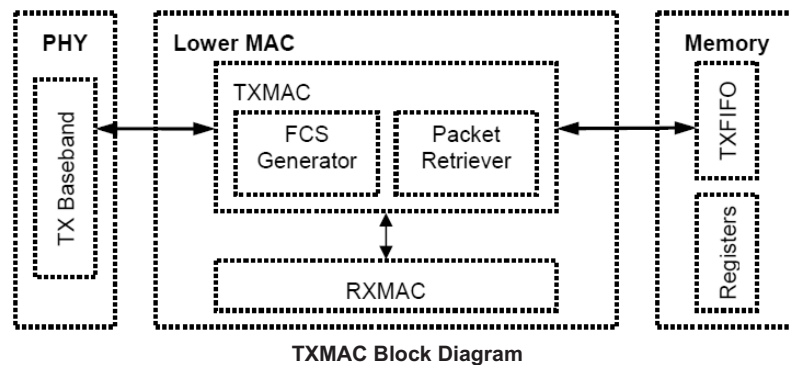 PHY
TX Baseband
Lower MAC
TXMAC
FCS
Generator
Packet
Retriever
RXMAC
Memory
TXFIFO
Registers
TXMAC Block Diagram